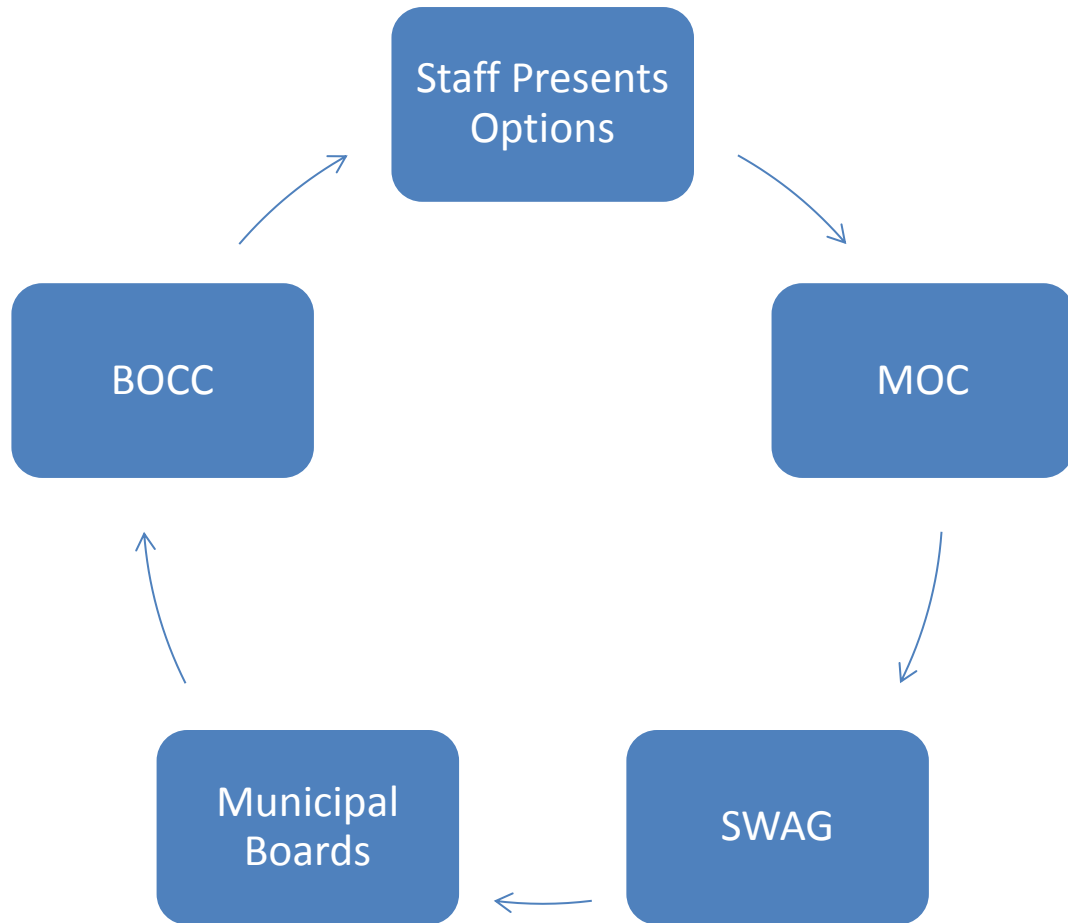 Staff Presents
Options
MOC
SWAG
Municipal
Boards
BOCC